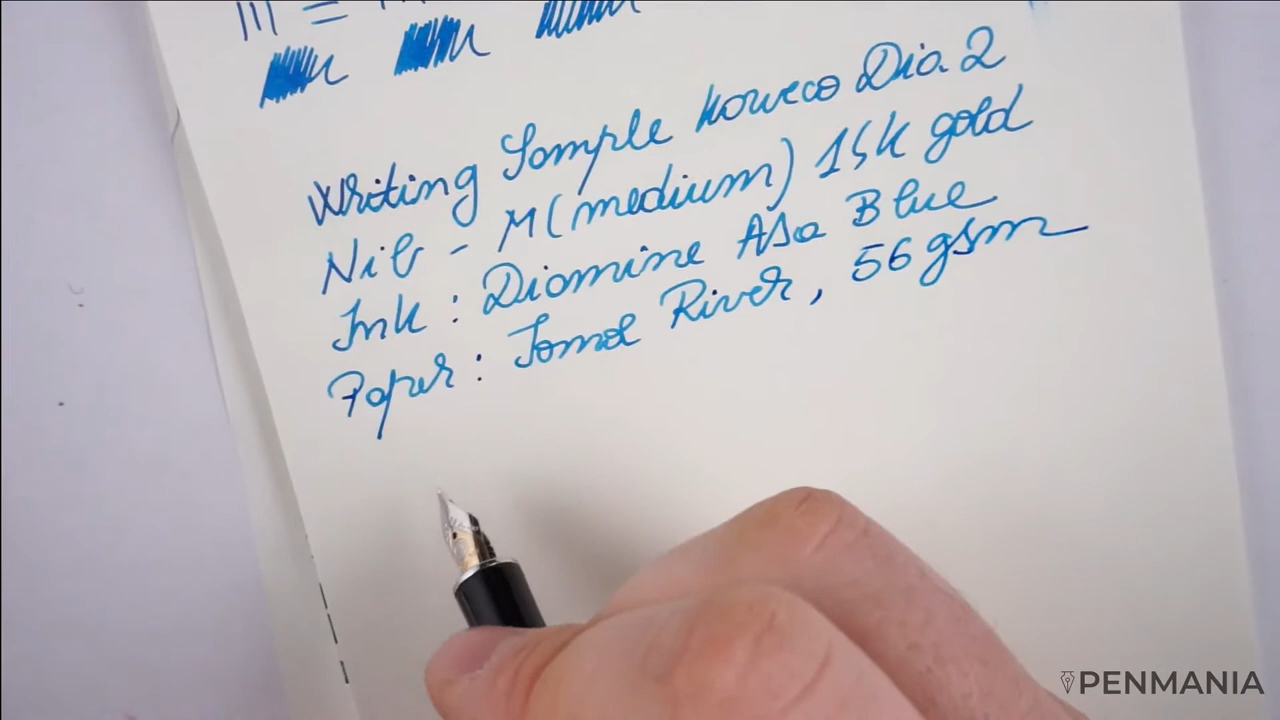 Writing Sample Kaweco Dia. 2
Nib - M (medium) 14k gold
Ink : Diamine Asa Blue
Paper : Tomoe River, 56 gsm
PENMANIA